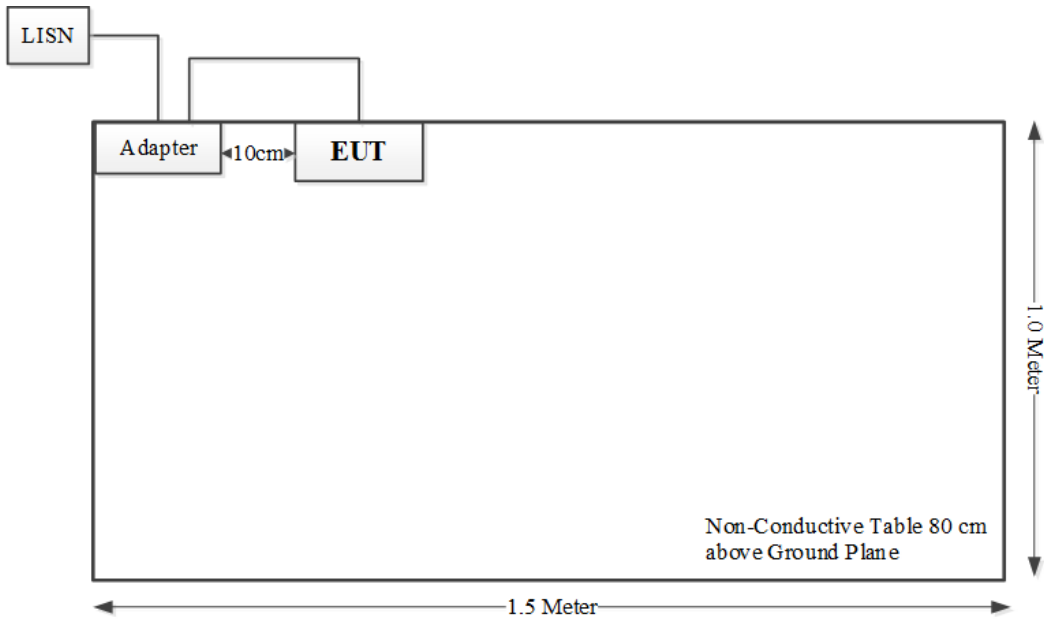 LISN
Adapter
10cm
EUT
1.0 Meter
Non-Conductive Table 80 cm
above Ground Plane
1.5 Meter